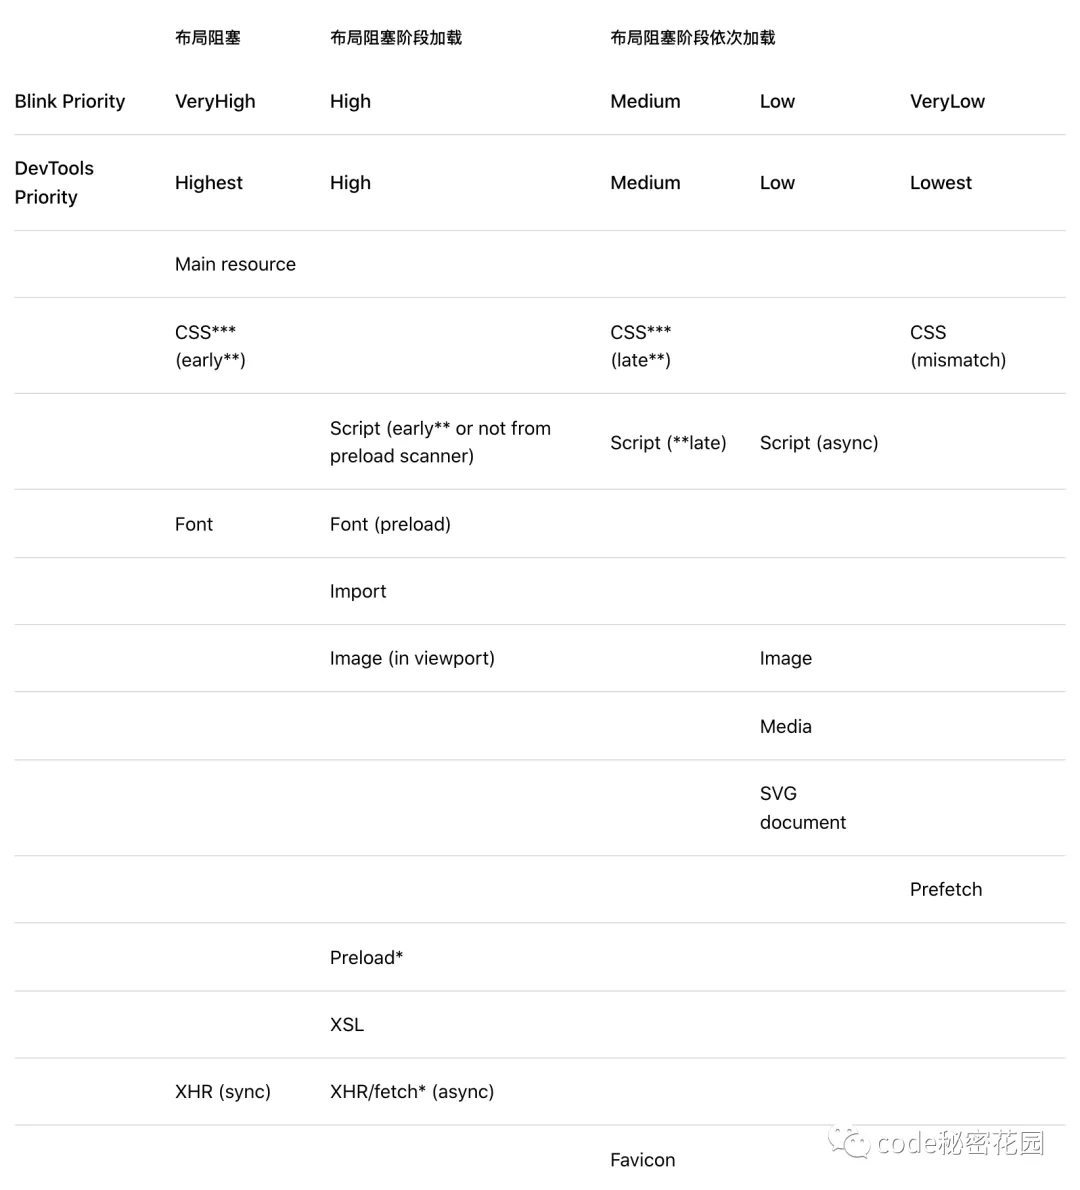 布局阻塞 布局阻塞阶段加载 布局阻塞阶段依次加载
Blink Priority VeryHigh High Medium Low VeryLow
DevTools
Priority Highest High Medium Low Lowest
Main resource
CSS*** CSS*** CSS
(early**) (late**) (mismatch)
Script (early** or not from
preload scanner) Script (**late) Script (async)
Font Font (preload)
Import
Image (in viewport) Image
Media
SVG
document
Prefetch
Preload*
XSL
XHR (sync) XHR/fetch* (async)
code秘密花园
Favicon